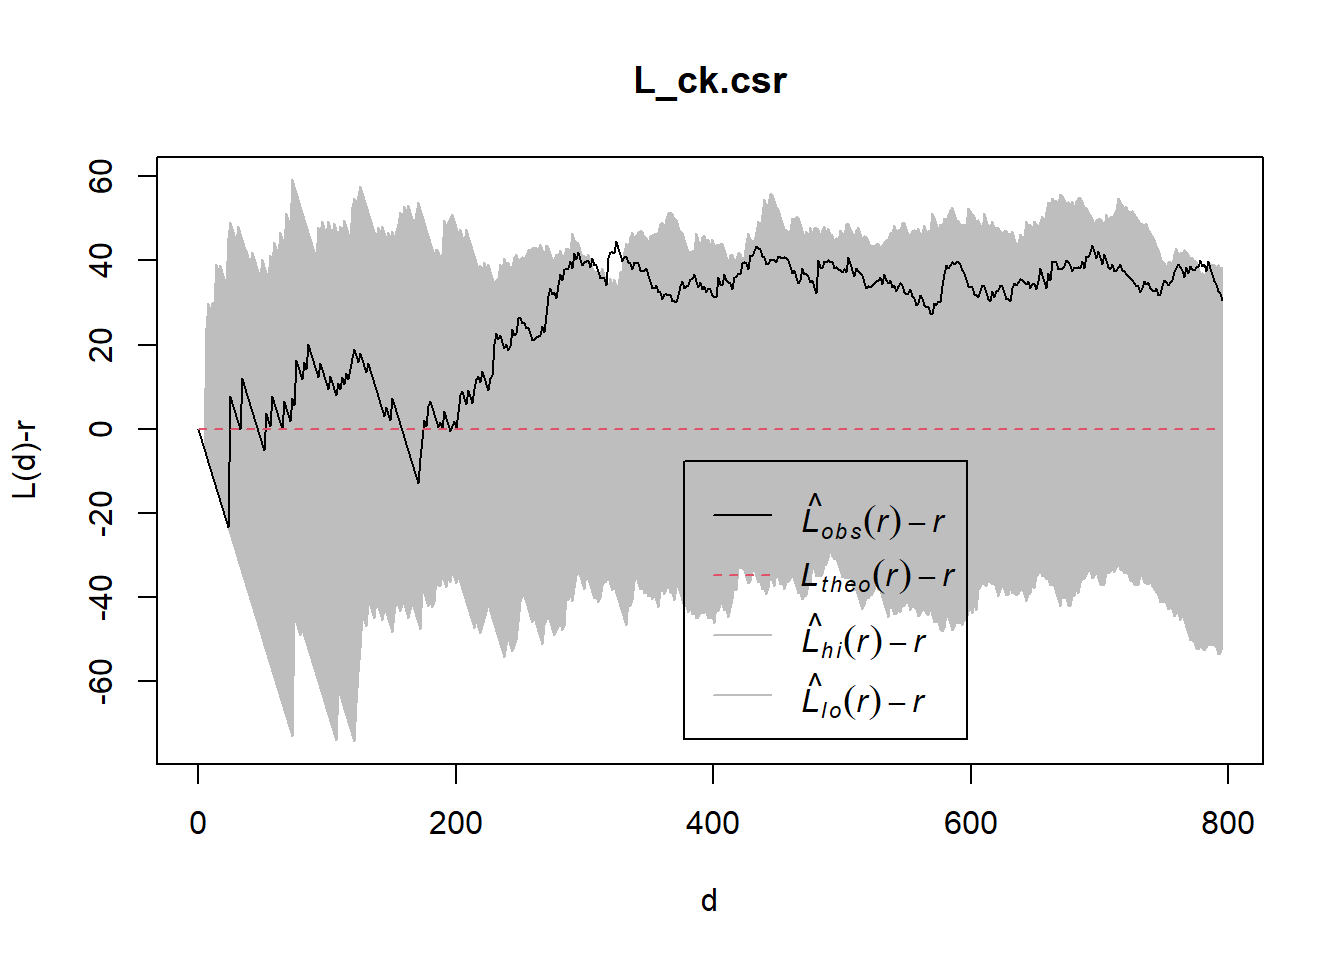 L_ck.csr
60
40
20
0
-20
-40
-60
L(d)-r
L̂obs(r) – r
Ltheo(r) – r
L̂hi(r) – r
L̂lo(r) – r
0 200 400 600 800
d